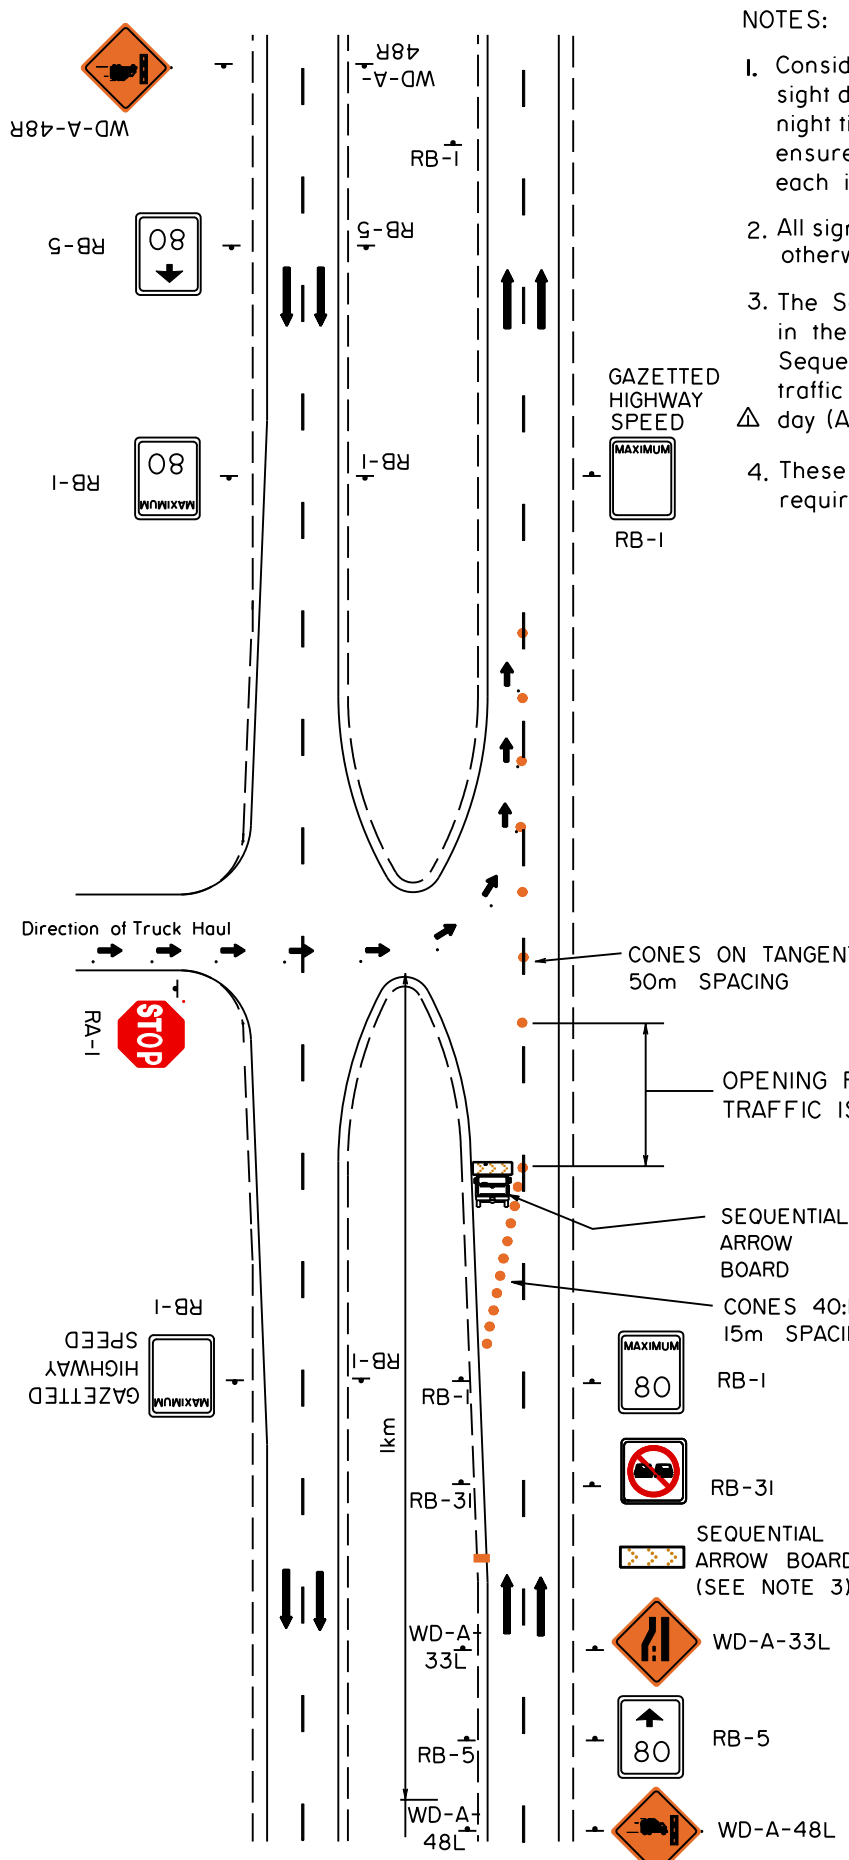 NOTES:
1. Consid
sight d
night ti
ensure
each i
2. All sign
otherw
3. The S
in the
Seque
traffic
1 day (A
4. These
requir
WD-A-48R
WD-A-
48R
RB-1
RB-5
80
RB-5
GAZETTED
HIGHWAY
SPEED
MAXIMUM
RB-1
RB-1
MAXIMUM
80
RB-1
Direction of Truck Haul
CONES ON TANGENT
50m SPACING
RA-1
STOP
OPENING F
TRAFFIC IS
SEQUENTIAL
ARROW
BOARD
CONES 40:
15m SPACI
RB-1
GAZETTED
HIGHWAY
SPEED
MAXIMUM
RB-1
1km
RB-1
MAXIMUM
80
RB-1
RB-31
RB-31
SEQUENTIAL
ARROW BOARD
(SEE NOTE 3)
WD-A-
33L
WD-A-33L
RB-5
80
RB-5
WD-A-
48L
WD-A-48L